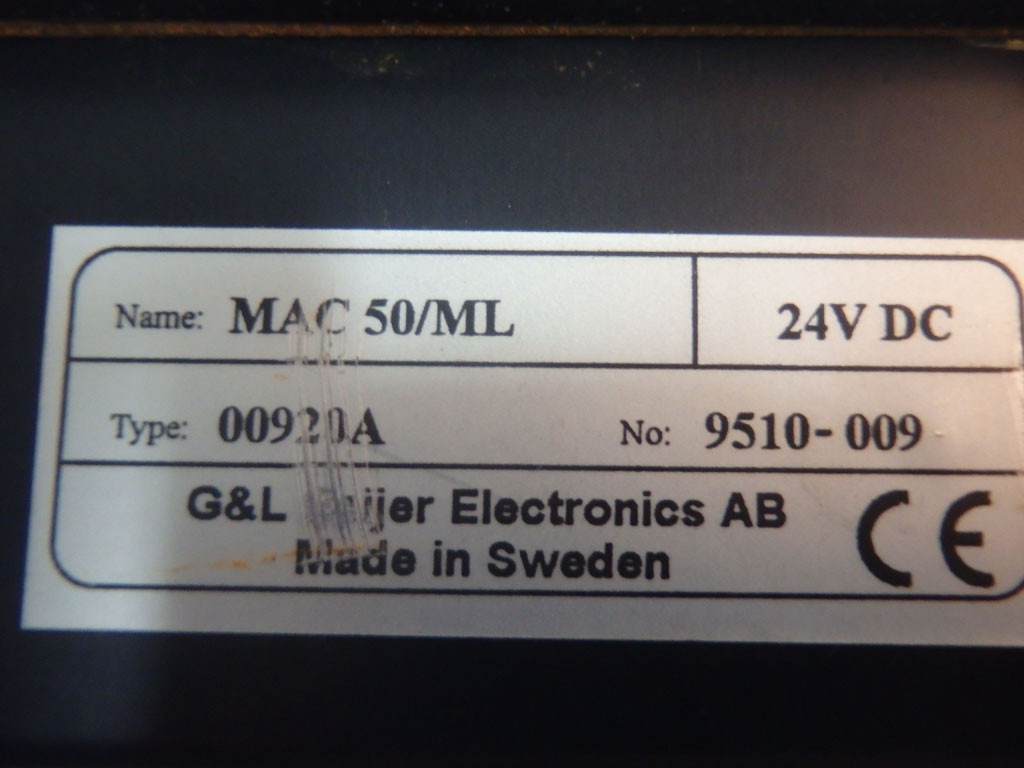 Name: MAC 50/ML 24V DC
Type: 00920A No: 9510-009
G&L Beijer Electronics AB
Made in Sweden CE